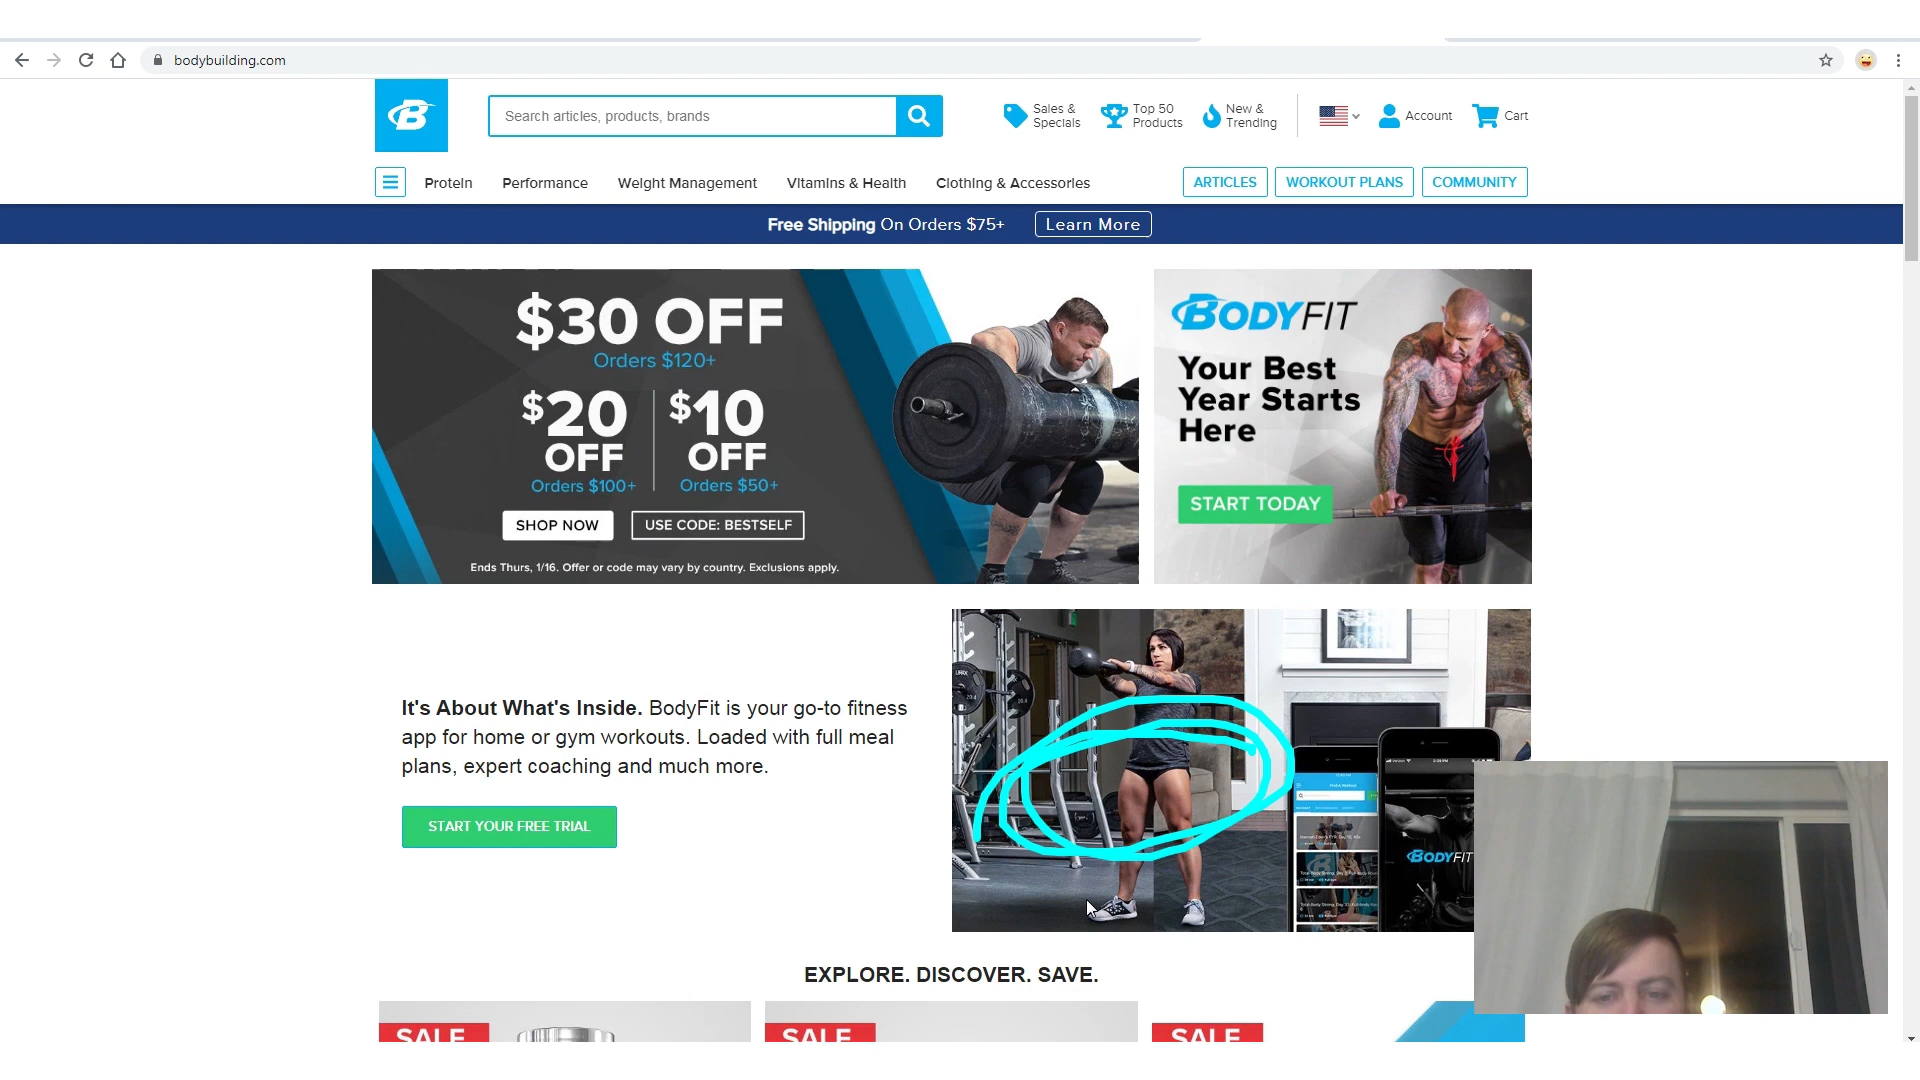 bodybuilding.com
Search articles, products, brands
Sales &
Specials
Top 50
Products
New &
Trending
Account
Cart
Protein
Performance
Weight Management
Vitamins & Health
Clothing & Accessories
ARTICLES
WORKOUT PLANS
COMMUNITY
Free Shipping On Orders $75+
Learn More
$30 OFF
Orders $120+
$20
OFF
Orders $100+
$10
OFF
Orders $50+
SHOP NOW
USE CODE: BESTSELF
Ends Thurs, 1/16. Offer or code may vary by country. Exclusions apply.
BODYFIT
Your Best
Year Starts
Here
START TODAY
It's About What's Inside. BodyFit is your go-to fitness
app for home or gym workouts. Loaded with full meal
plans, expert coaching and much more.
START YOUR FREE TRIAL
BODYFIT
EXPLORE. DISCOVER. SAVE.
SALE
SALE
SALE